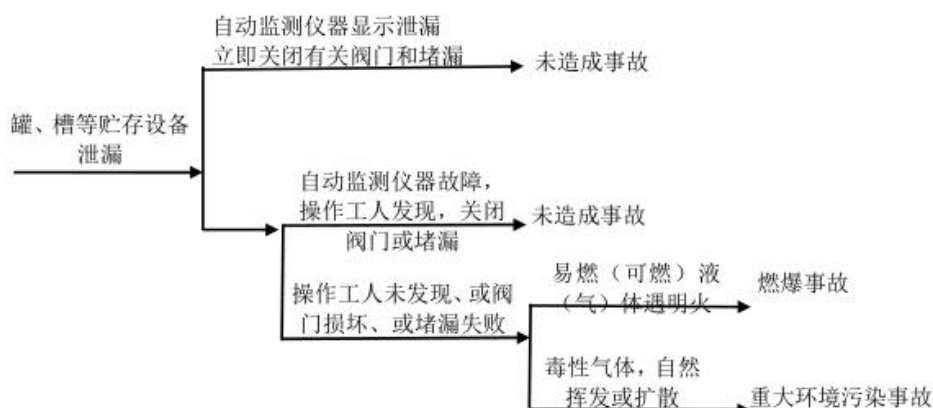 自动监测仪器显示泄漏
立即关闭有关阀门和堵漏
未造成事故
罐、槽等贮存设备
泄漏
自动监测仪器故障，
操作工人发现，关闭
阀门或堵漏
未造成事故
操作工人未发现、或阀
门损坏、或堵漏失败
易燃（可燃）液
（气）体遇明火
燃爆事故
毒性气体，自然
挥发或扩散
重大环境污染事故